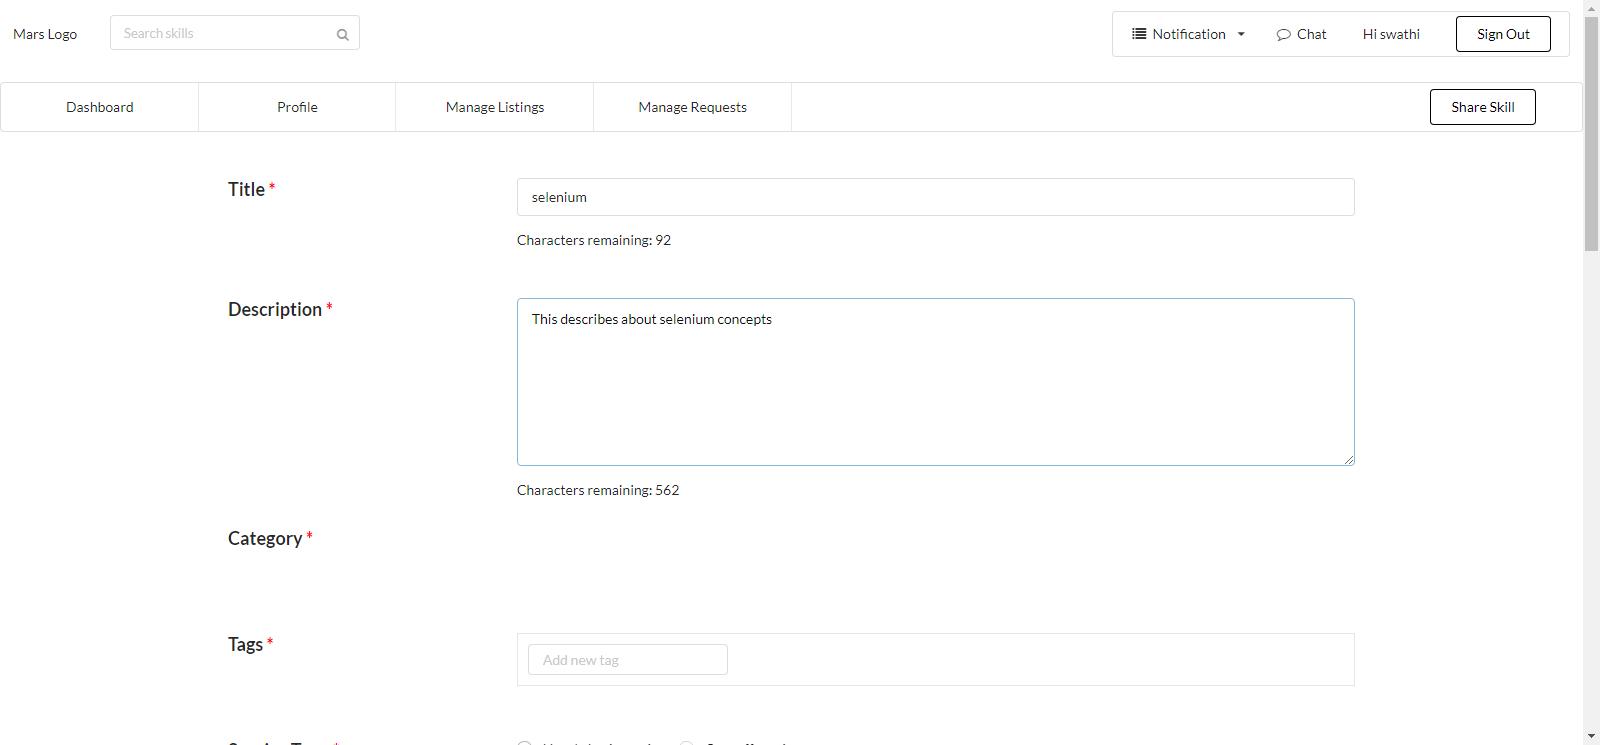 Mars Logo
Search skills
Notification
Chat
Hi swathi
Sign Out
Dashboard
Profile
Manage Listings
Manage Requests
Share Skill
Title *
selenium
Characters remaining: 92
Description *
This describes about selenium concepts
Characters remaining: 562
Category *
Tags *
Add new tag